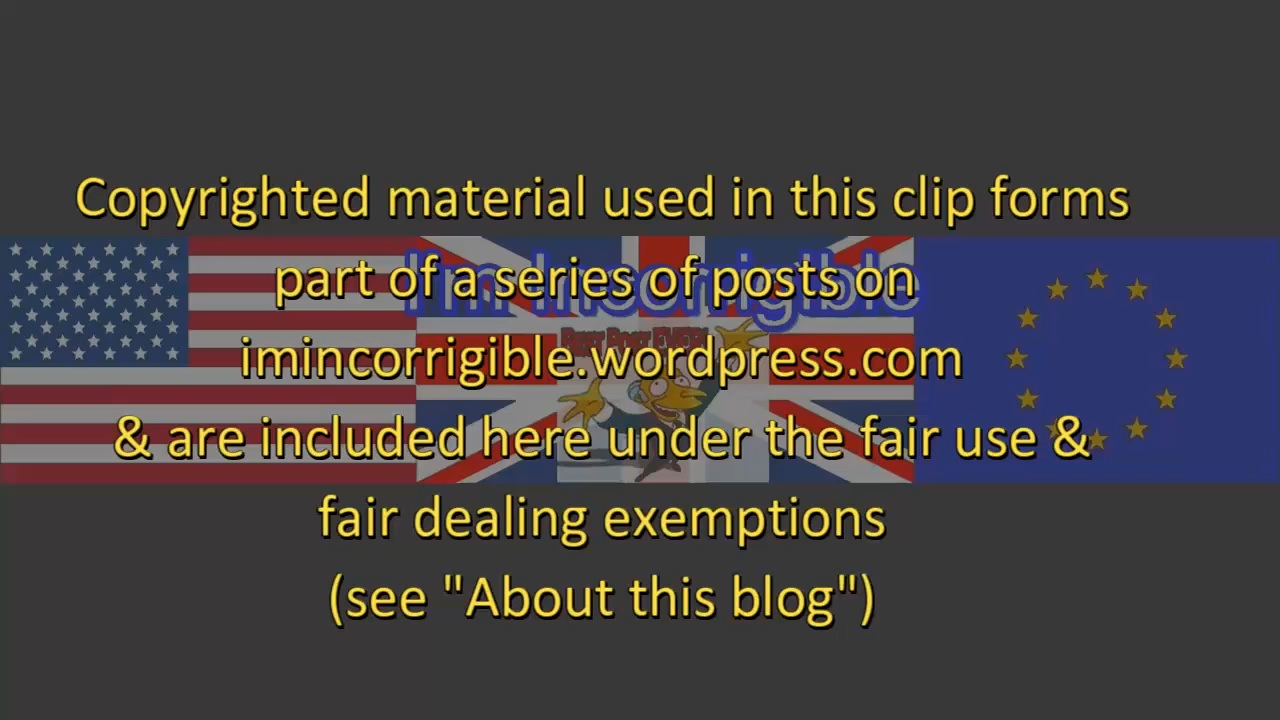 Copyrighted material used in this clip forms
I'm Incorrigible
part of a series of posts on
imincorrigible.wordpress.com
& are included here under the fair use &
fair dealing exemptions
(see "About this blog")